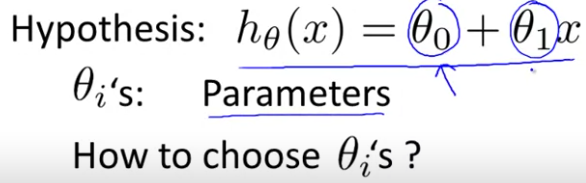 Hypothesis: hθ(x) = θ0 + θ1x
θi‘s: Parameters
How to choose θi‘s ?